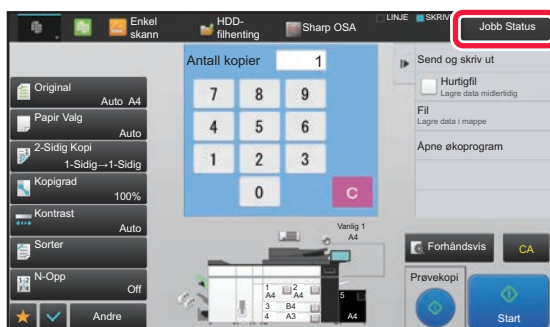 Enkel skann
HDD-filhenting
Sharp OSA
LINJE
SKRIV
Jobb Status
Original
Auto A4
Papir Valg
Auto
2-Sidig Kopi
1-Sidig→1-Sidig
Kopigrad
100%
Kontrast
Auto
Sorter
N-Opp
Off
Andre
Antall kopier 1
7 8 9
4 5 6
1 2 3
0 C
Vanlig 1
A4
1 A4 2 A4
3 B4
4 A3
5 A4
Send og skriv ut
Hurtigfil
Lagre data midlertidig
Fil
Lagre data i mappe
Åpne økoprogram
Forhåndsvis
CA
Prøvekopi
Start